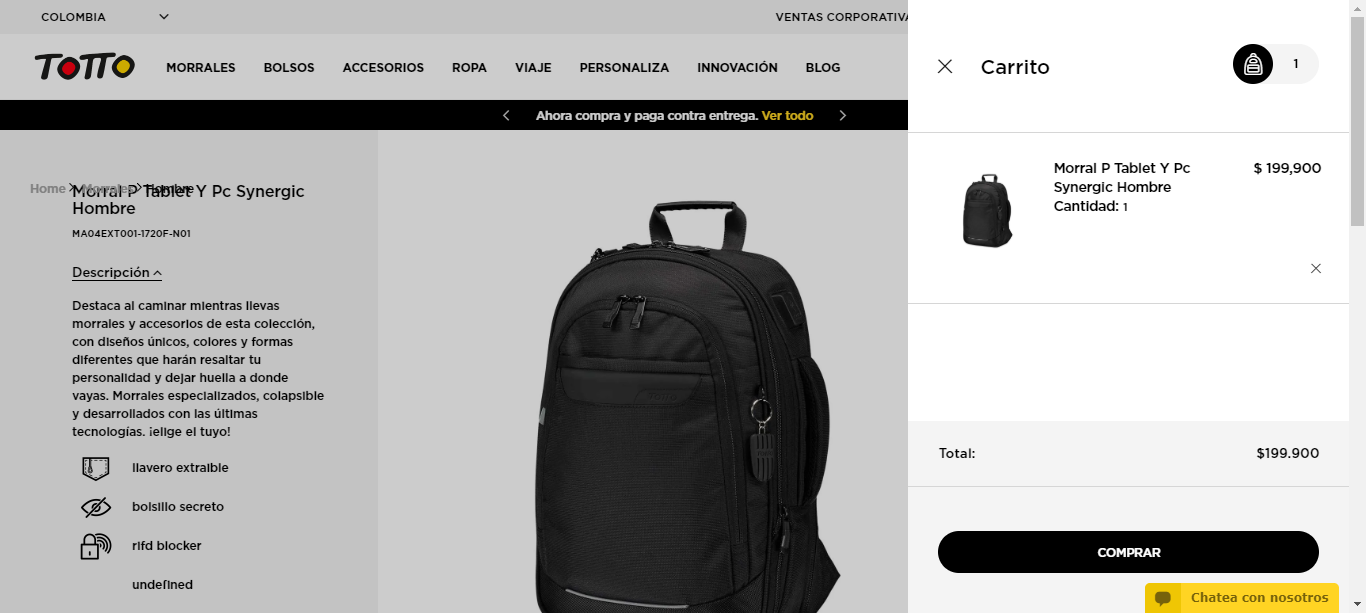 COLOMBIA
VENTAS CORPORATIVA
TOTTO
MORRALES BOLSOS ACCESORIOS ROPA VIAJE PERSONALIZA INNOVACIÓN BLOG
Ahora compra y paga contra entrega. Ver todo
Home > Morrales > Hombre
Morral P Tablet Y Pc Synergic
Hombre
MA04EXT001-1720F-N01
Descripción
Destaca al caminar mientras llevas
morrales y accesorios de esta colección,
con diseños únicos, colores y formas
diferentes que harán resaltar tu
personalidad y dejar huella a donde
vayas. Morrales especializados, colapsible
y desarrollados con las últimas
tecnologías. ¡elige el tuyo!
llavero extraible
bolsillo secreto
rifd blocker
undefined
TOTTO
Carrito
1
Morral P Tablet Y Pc
Synergic Hombre
Cantidad: 1
$ 199,900
Total: $199.900
COMPRAR
Chatea con nosotros